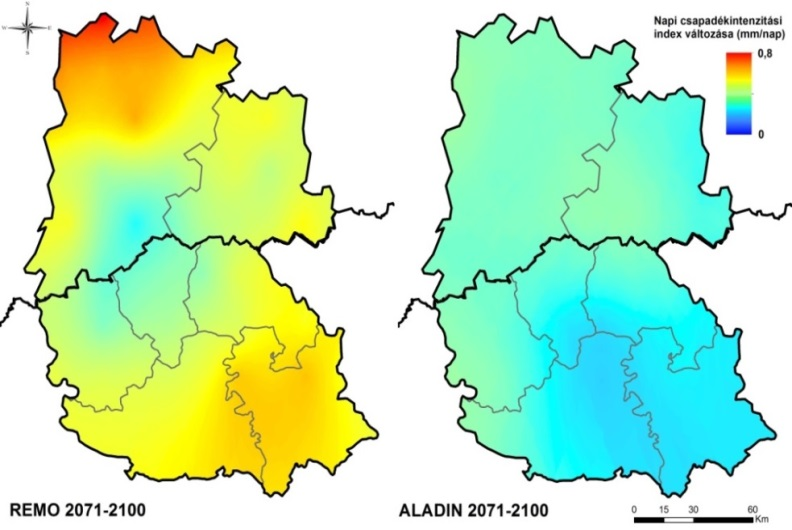 N
W E
S
Napi csapadékintenzitási
index változása (mm/nap)
0,8
0
REMO 2071-2100
ALADIN 2071-2100
0 15 30 60
Km